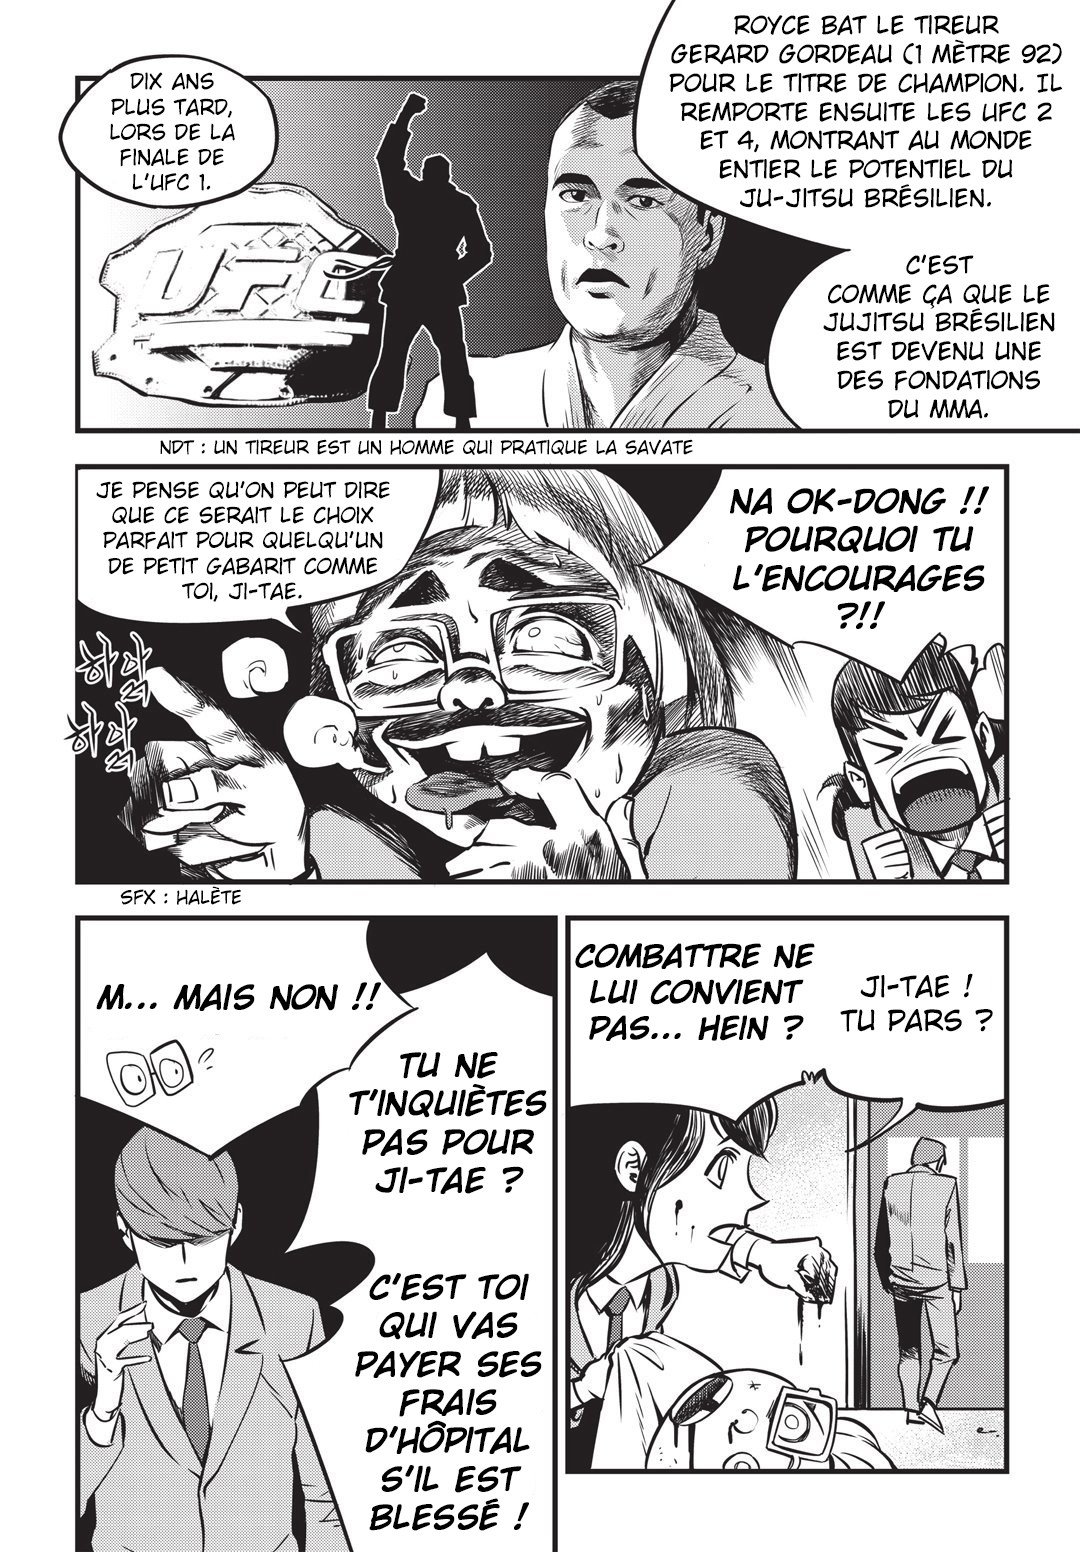 DIX ANS
PLUS TARD,
LORS DE LA
FINALE DE
L'UFC 1.
ROYCE BAT LE TIREUR
GERARD GORDEAU (1 MÈTRE 92)
POUR LE TITRE DE CHAMPION. IL
REMPORTE ENSUITE LES UFC 2
ET 4, MONTRANT AU MONDE
ENTIER LE POTENTIEL DU
JU-JITSU BRÉSILIEN.
C'EST
COMME ÇA QUE LE
JUJITSU BRÉSILIEN
EST DEVENU UNE
DES FONDATIONS
DU MMA.
UFC
NDT : UN TIREUR EST UN HOMME QUI PRATIQUE LA SAVATE
JE PENSE QU'ON PEUT DIRE
QUE CE SERAIT LE CHOIX
PARFAIT POUR QUELQU'UN
DE PETIT GABARIT COMME
TOI, JI-TAE.
NA OK-DONG !!
POURQUOI TU
L'ENCOURAGES
?!!
하악
하악
SFX : HALÈTE
M... MAIS NON !!
TU NE
T'INQUIÈTES
PAS POUR
JI-TAE ?
C'EST TOI
QUI VAS
PAYER SES
FRAIS
D'HÔPITAL
S'IL EST
BLESSÉ !
COMBATTRE NE
LUI CONVIENT
PAS... HEIN ?
JI-TAE !
TU PARS ?